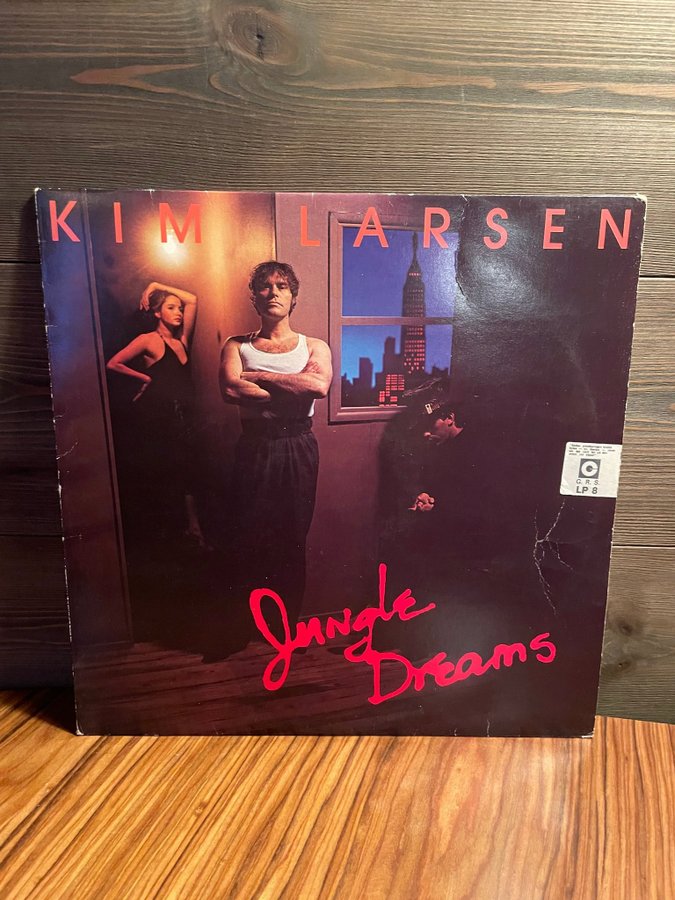 KIM LARSEN
Jungle
Dreams
C
G. R. S.
LP 8